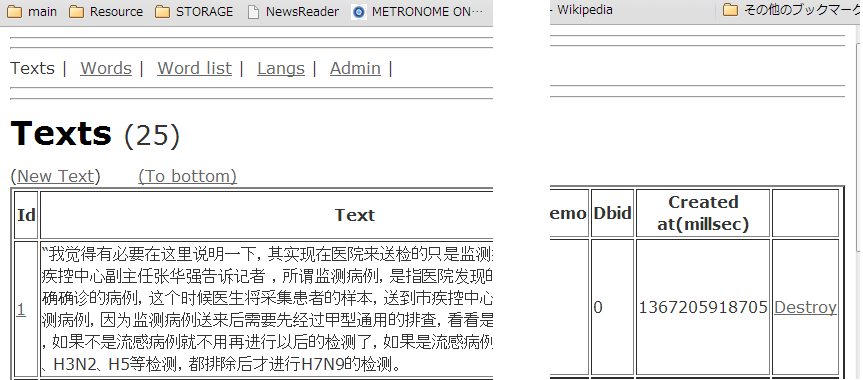 main Resource STORAGE NewsReader METRONOME ON… - Wikipedia その他のブックマーク
Texts | Words | Word list | Langs | Admin |
Texts (25)
(New Text) (To bottom)
Id Text emo Dbid Created at(millsec)
1 0 1367205918705 Destroy
“我觉得有必要在这里说明一下, 其实现在医院来送检的只是监测
疾控中心副主任张华强告诉记者 , 所谓监测病例, 是指医院发现的
确确诊的病例, 这个时候医生将采集患者的样本, 送到市疾控中心
测病例, 因为监测病例送来后需要先经过甲型通用的排查, 看看是
, 如果不是流感病例就不用再进行以后的检测了, 如果是流感病例
、H3N2、H5等检测, 都排除后才进行H7N9的检测。